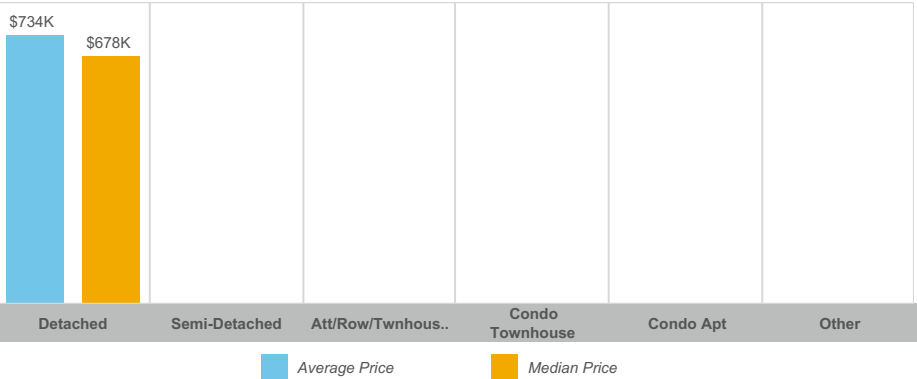 $734K
$678K
Detached
Semi-Detached
Att/Row/Twnhous..
Condo
Townhouse
Condo Apt
Other
Average Price
Median Price